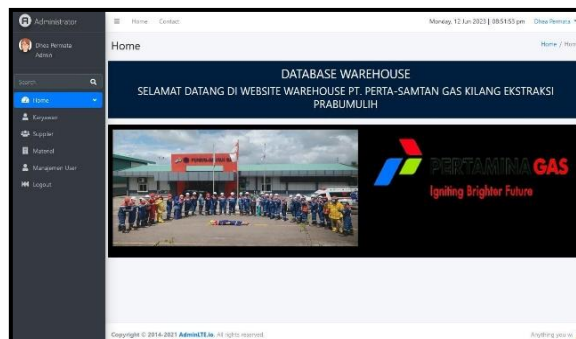 Administrator
Home Contact
Monday, 12 Jun 2023 | 08:51:53 pm Dhea Permata
Dhea Permata
Admin
Home
Home / Hom
Search
Home
Karyawan
Supplier
Material
Manajemen User
Logout
DATABASE WAREHOUSE
SELAMAT DATANG DI WEBSITE WAREHOUSE PT. PERTA-SAMTAN GAS KILANG EKSTRAKSI
PRABUMULIH
PERTAMINA GAS
Igniting Brighter Future
Copyright © 2014-2021 AdminLTE.io. All rights reserved.
Anything you w